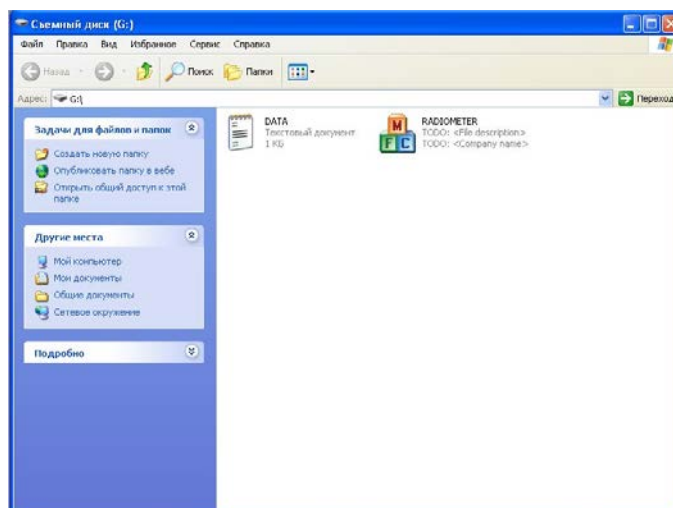 Съемный диск (G:)
Файл Правка Вид Избранное Сервис Справка
Назад Поиск Папки
Адрес: G:\ Переход
Задачи для файлов и папок
Создать новую папку
Опубликовать папку в вебе
Открыть общий доступ к этой
папке
Другие места
Мой компьютер
Мои документы
Общие документы
Сетевое окружение
Подробно
DATA
Текстовый документ
1 КБ
M
F C
RADIOMETER
TODO: <File description>
TODO: <Company name>